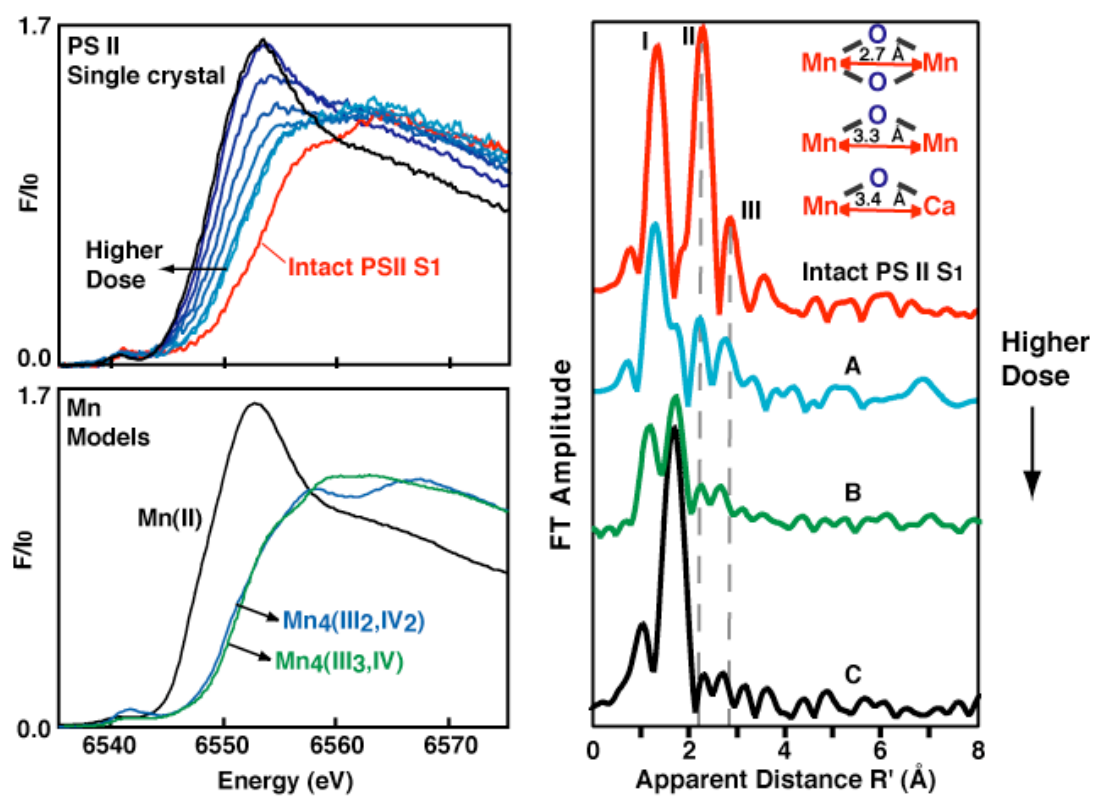 1.7
PS II
Single crystal
F/I0
Higher
Dose
Intact PSII S1
0.0
1.7
Mn
Models
F/I0
Mn(II)
Mn4(III2,IV2)
Mn4(III3,IV)
0.0
6540 6550 6560 6570
Energy (eV)
I II III
O
Mn 2.7 Å Mn
O
O
Mn 3.3 Å Mn
O
Mn 3.4 Å Ca
Intact PS II S1
A
B
C
FT Amplitude
0 2 4 6 8
Apparent Distance R' (Å)
Higher
Dose